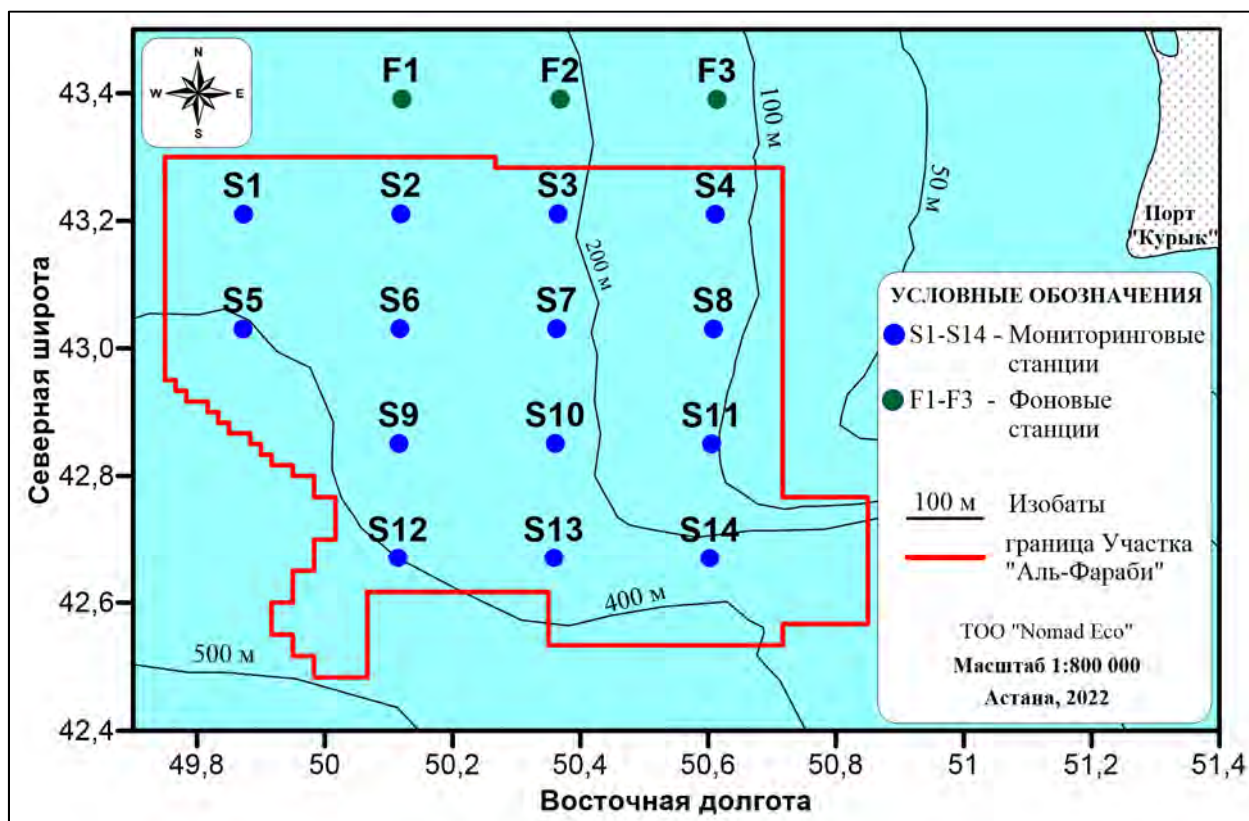 N
W
E
S
F1 F2 F3
S1 S2 S3 S4
S5 S6 S7 S8
S9 S10 S11
S12 S13 S14
100 м
50 м
200 м
400 м
500 м
Порт
"Курык"
УСЛОВНЫЕ ОБОЗНАЧЕНИЯ
S1-S14 - Мониторинговые
станции
F1-F3 - Фоновые
станции
100 м Изобаты
граница Участка
"Аль-Фараби"
ТОО "Nomad Eco"
Масштаб 1:800 000
Астана, 2022
Северная широта
43,4
43,2
43,0
42,8
42,6
42,4
49,8 50 50,2 50,4 50,6 50,8 51 51,2 51,4
Восточная долгота